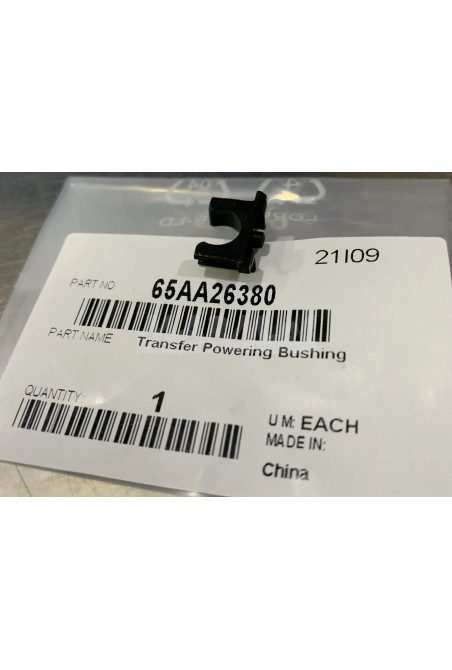 21I09
PART NO 65AA26380
PART NAME Transfer Powering Bushing
QUANTITY: 1
U M: EACH
MADE IN:
China